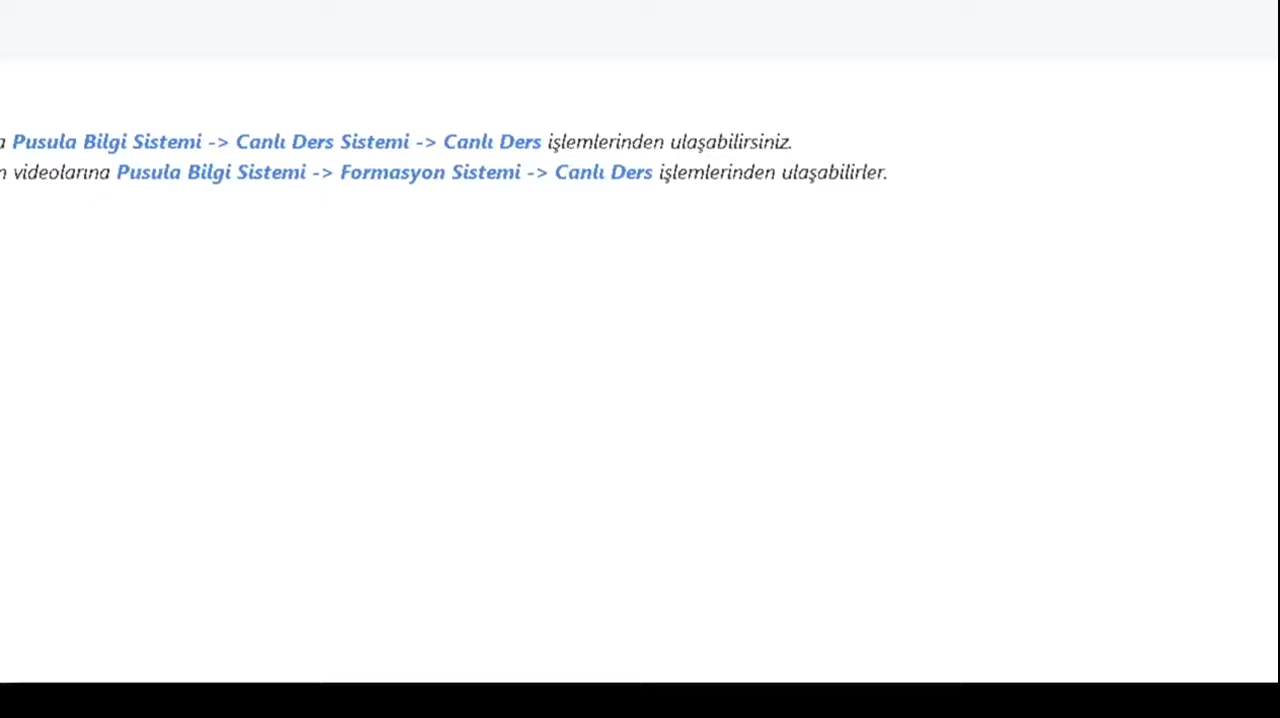 Pusula Bilgi Sistemi -> Canlı Ders Sistemi -> Canlı Ders işlemlerinden ulaşabilirsiniz.
videolarına Pusula Bilgi Sistemi -> Formasyon Sistemi -> Canlı Ders işlemlerinden ulaşabilirler.